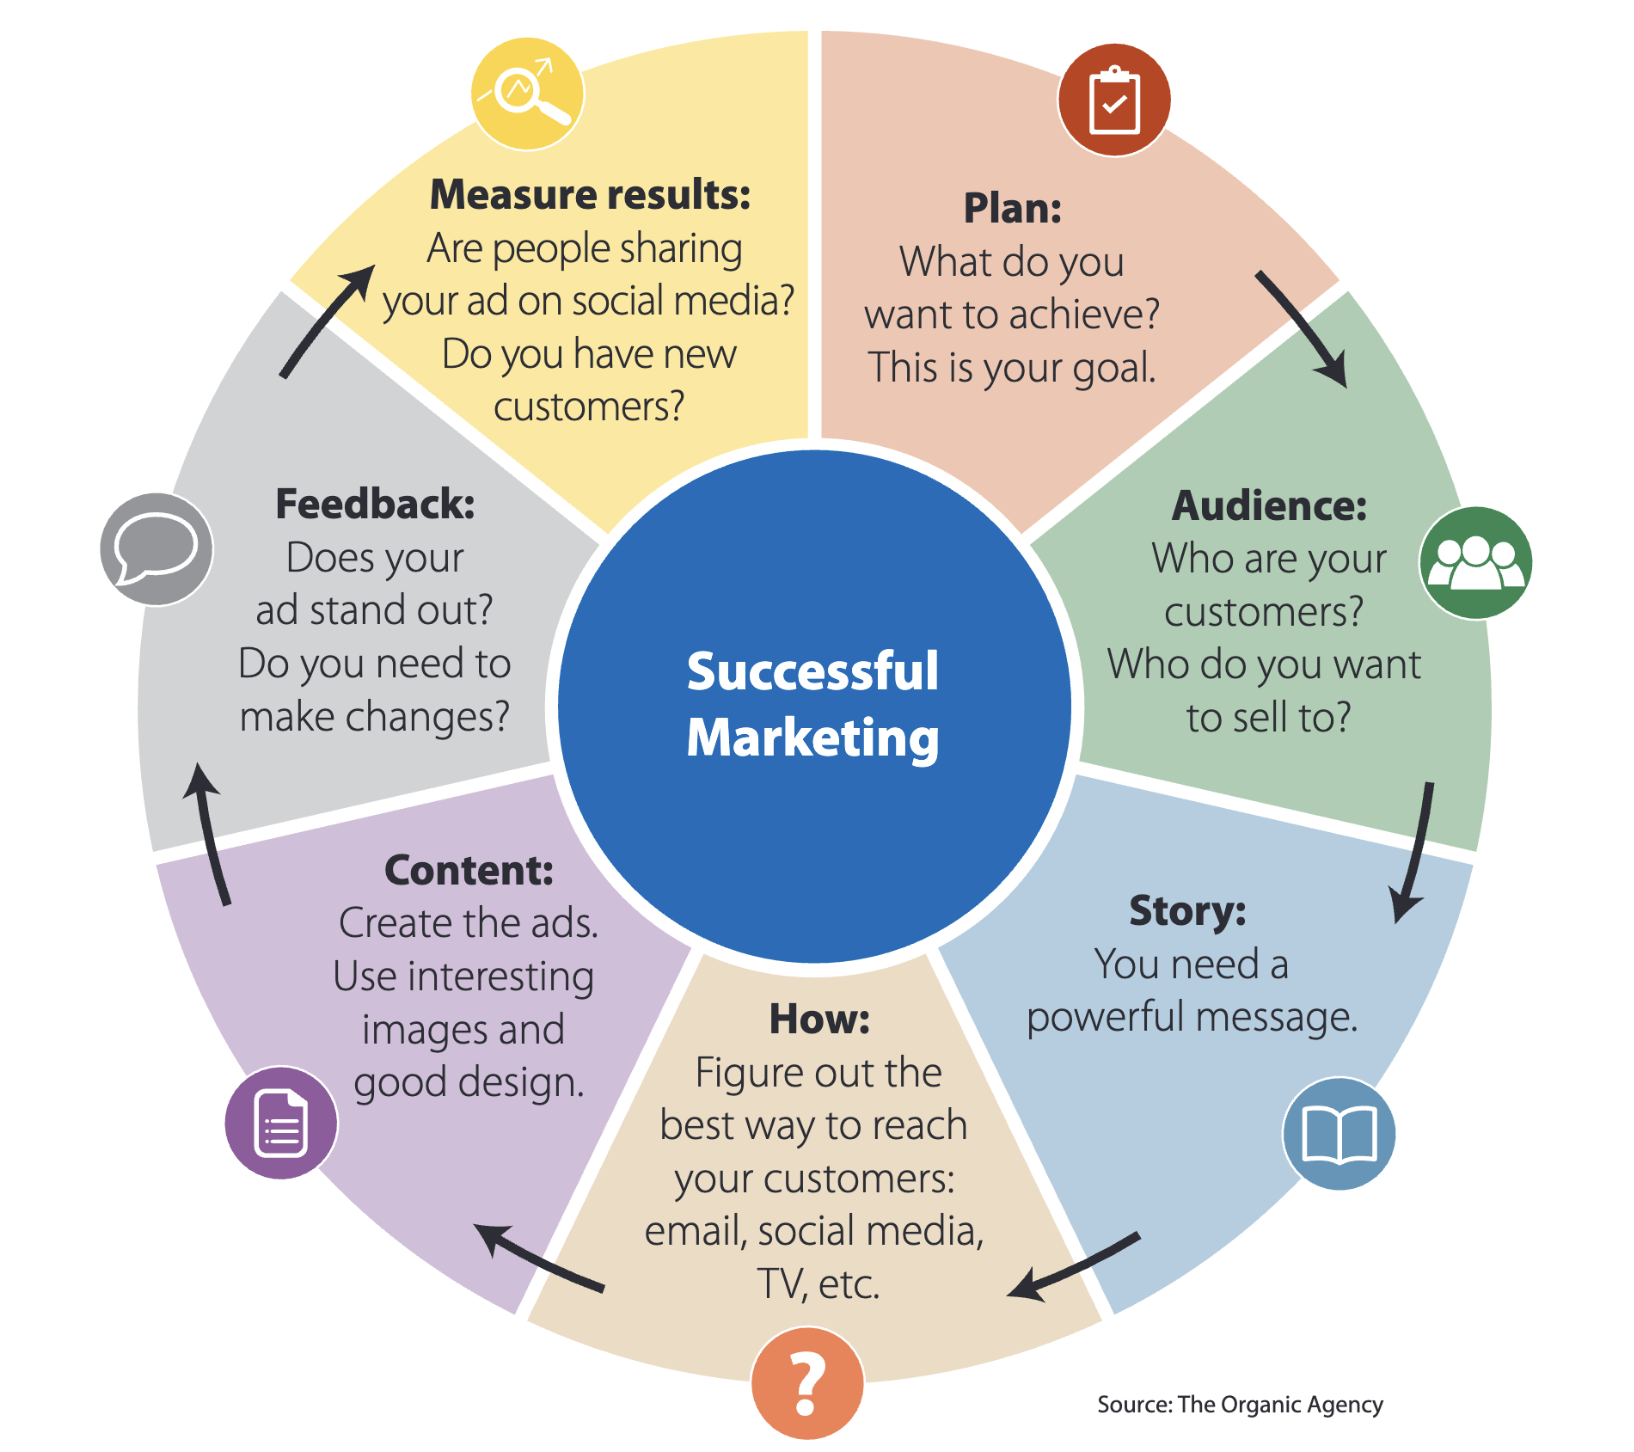 Plan:
What do you
want to achieve?
This is your goal.
Audience:
Who are your
customers?
Who do you want
to sell to?
Story:
You need a
powerful message.
How:
Figure out the
best way to reach
your customers:
email, social media,
TV, etc.
?
Content:
Create the ads.
Use interesting
images and
good design.
Feedback:
Does your
ad stand out?
Do you need to
make changes?
Measure results:
Are people sharing
your ad on social media?
Do you have new
customers?
Successful
Marketing
Source: The Organic Agency